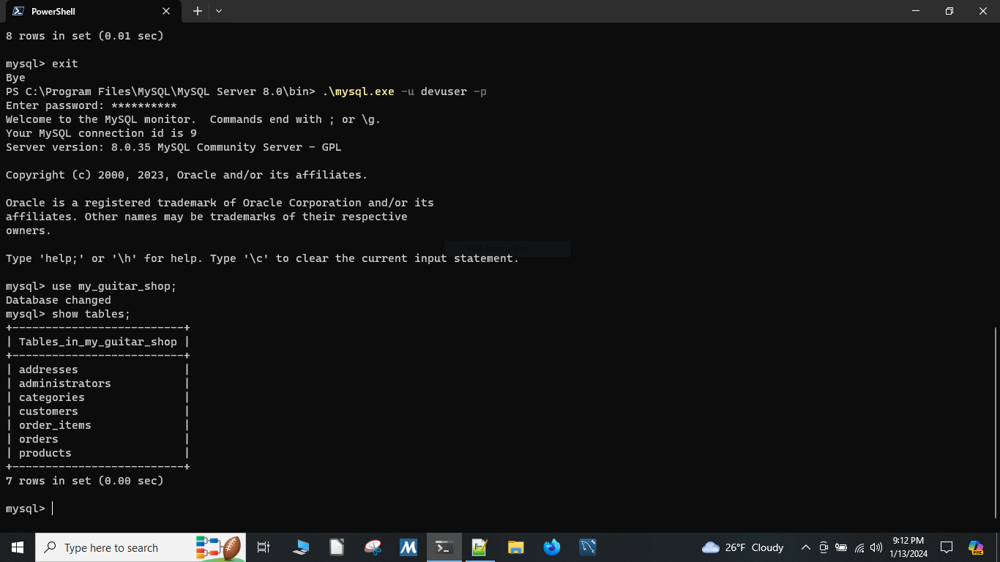 PowerShell
8 rows in set (0.01 sec)
mysql> exit
Bye
PS C:\Program Files\MySQL\MySQL Server 8.0\bin> .\mysql.exe -u devuser -p
Enter password: **********
Welcome to the MySQL monitor.  Commands end with ; or \g.
Your MySQL connection id is 9
Server version: 8.0.35 MySQL Community Server - GPL
Copyright (c) 2000, 2023, Oracle and/or its affiliates.
Oracle is a registered trademark of Oracle Corporation and/or its
affiliates. Other names may be trademarks of their respective
owners.
Type 'help;' or '\h' for help. Type '\c' to clear the current input statement.
mysql> use my_guitar_shop;
Database changed
mysql> show tables;
+--------------------------+
| Tables_in_my_guitar_shop |
+--------------------------+
| addresses                |
| administrators           |
| categories               |
| customers                |
| order_items              |
| orders                   |
| products                 |
+--------------------------+
7 rows in set (0.00 sec)
mysql>
Type here to search
26°F Cloudy
9:12 PM
1/13/2024
PRE